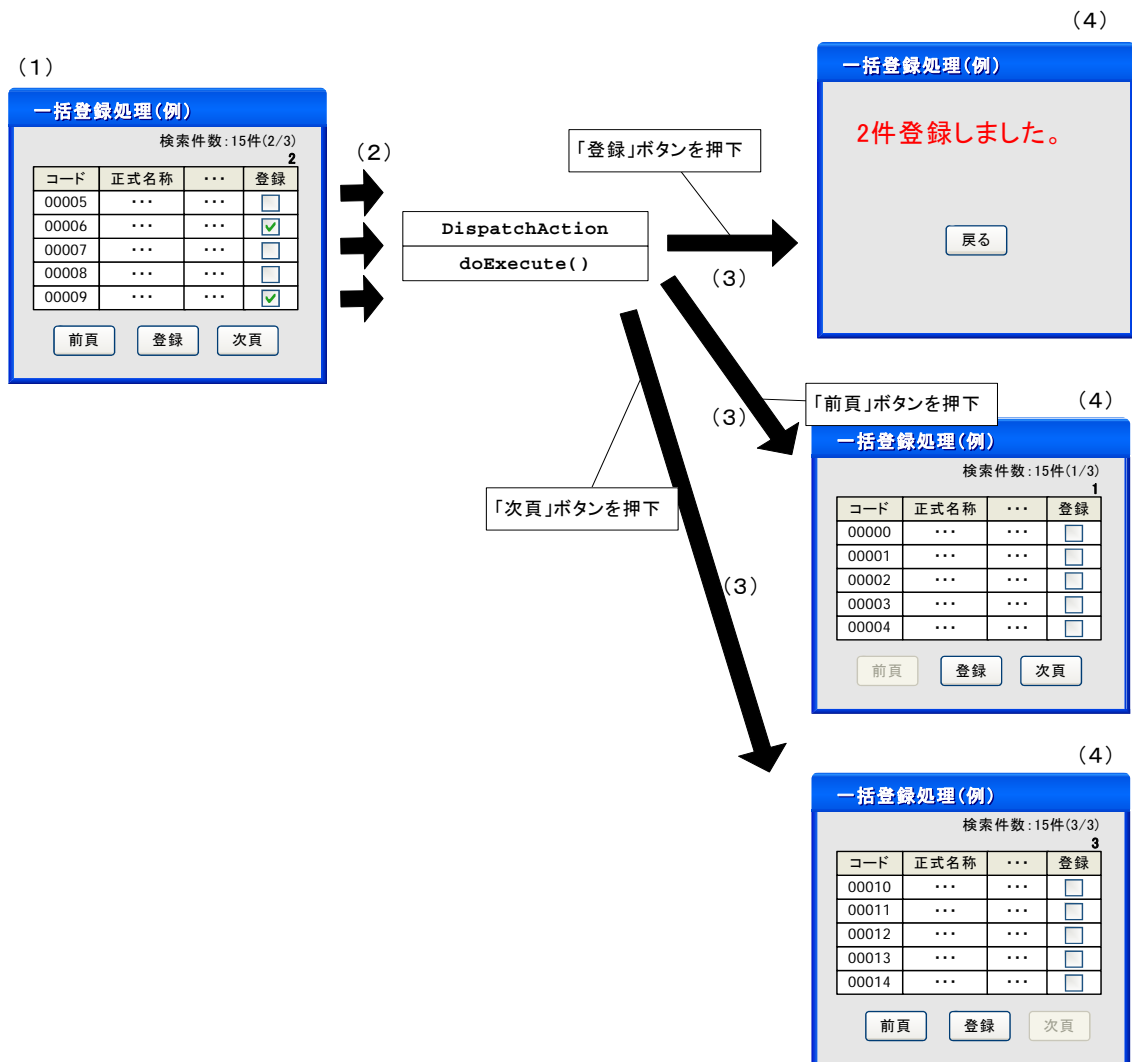 (1)
一括登録処理(例)
検索件数:15件(2/3)
2
コード 正式名称 ・・・ 登録
00005 ・・・ ・・・
00006 ・・・ ・・・
00007 ・・・ ・・・
00008 ・・・ ・・・
00009 ・・・ ・・・
前頁 登録 次頁
(2)
DispatchAction
doExecute()
「登録」ボタンを押下
(3)
(4)
一括登録処理(例)
2件登録しました。
戻る
「前頁」ボタンを押下
(3)
(4)
一括登録処理(例)
検索件数:15件(1/3)
1
コード 正式名称 ・・・ 登録
00000 ・・・ ・・・
00001 ・・・ ・・・
00002 ・・・ ・・・
00003 ・・・ ・・・
00004 ・・・ ・・・
前頁 登録 次頁
「次頁」ボタンを押下
(3)
(4)
一括登録処理(例)
検索件数:15件(3/3)
3
コード 正式名称 ・・・ 登録
00010 ・・・ ・・・
00011 ・・・ ・・・
00012 ・・・ ・・・
00013 ・・・ ・・・
00014 ・・・ ・・・
前頁 登録 次頁